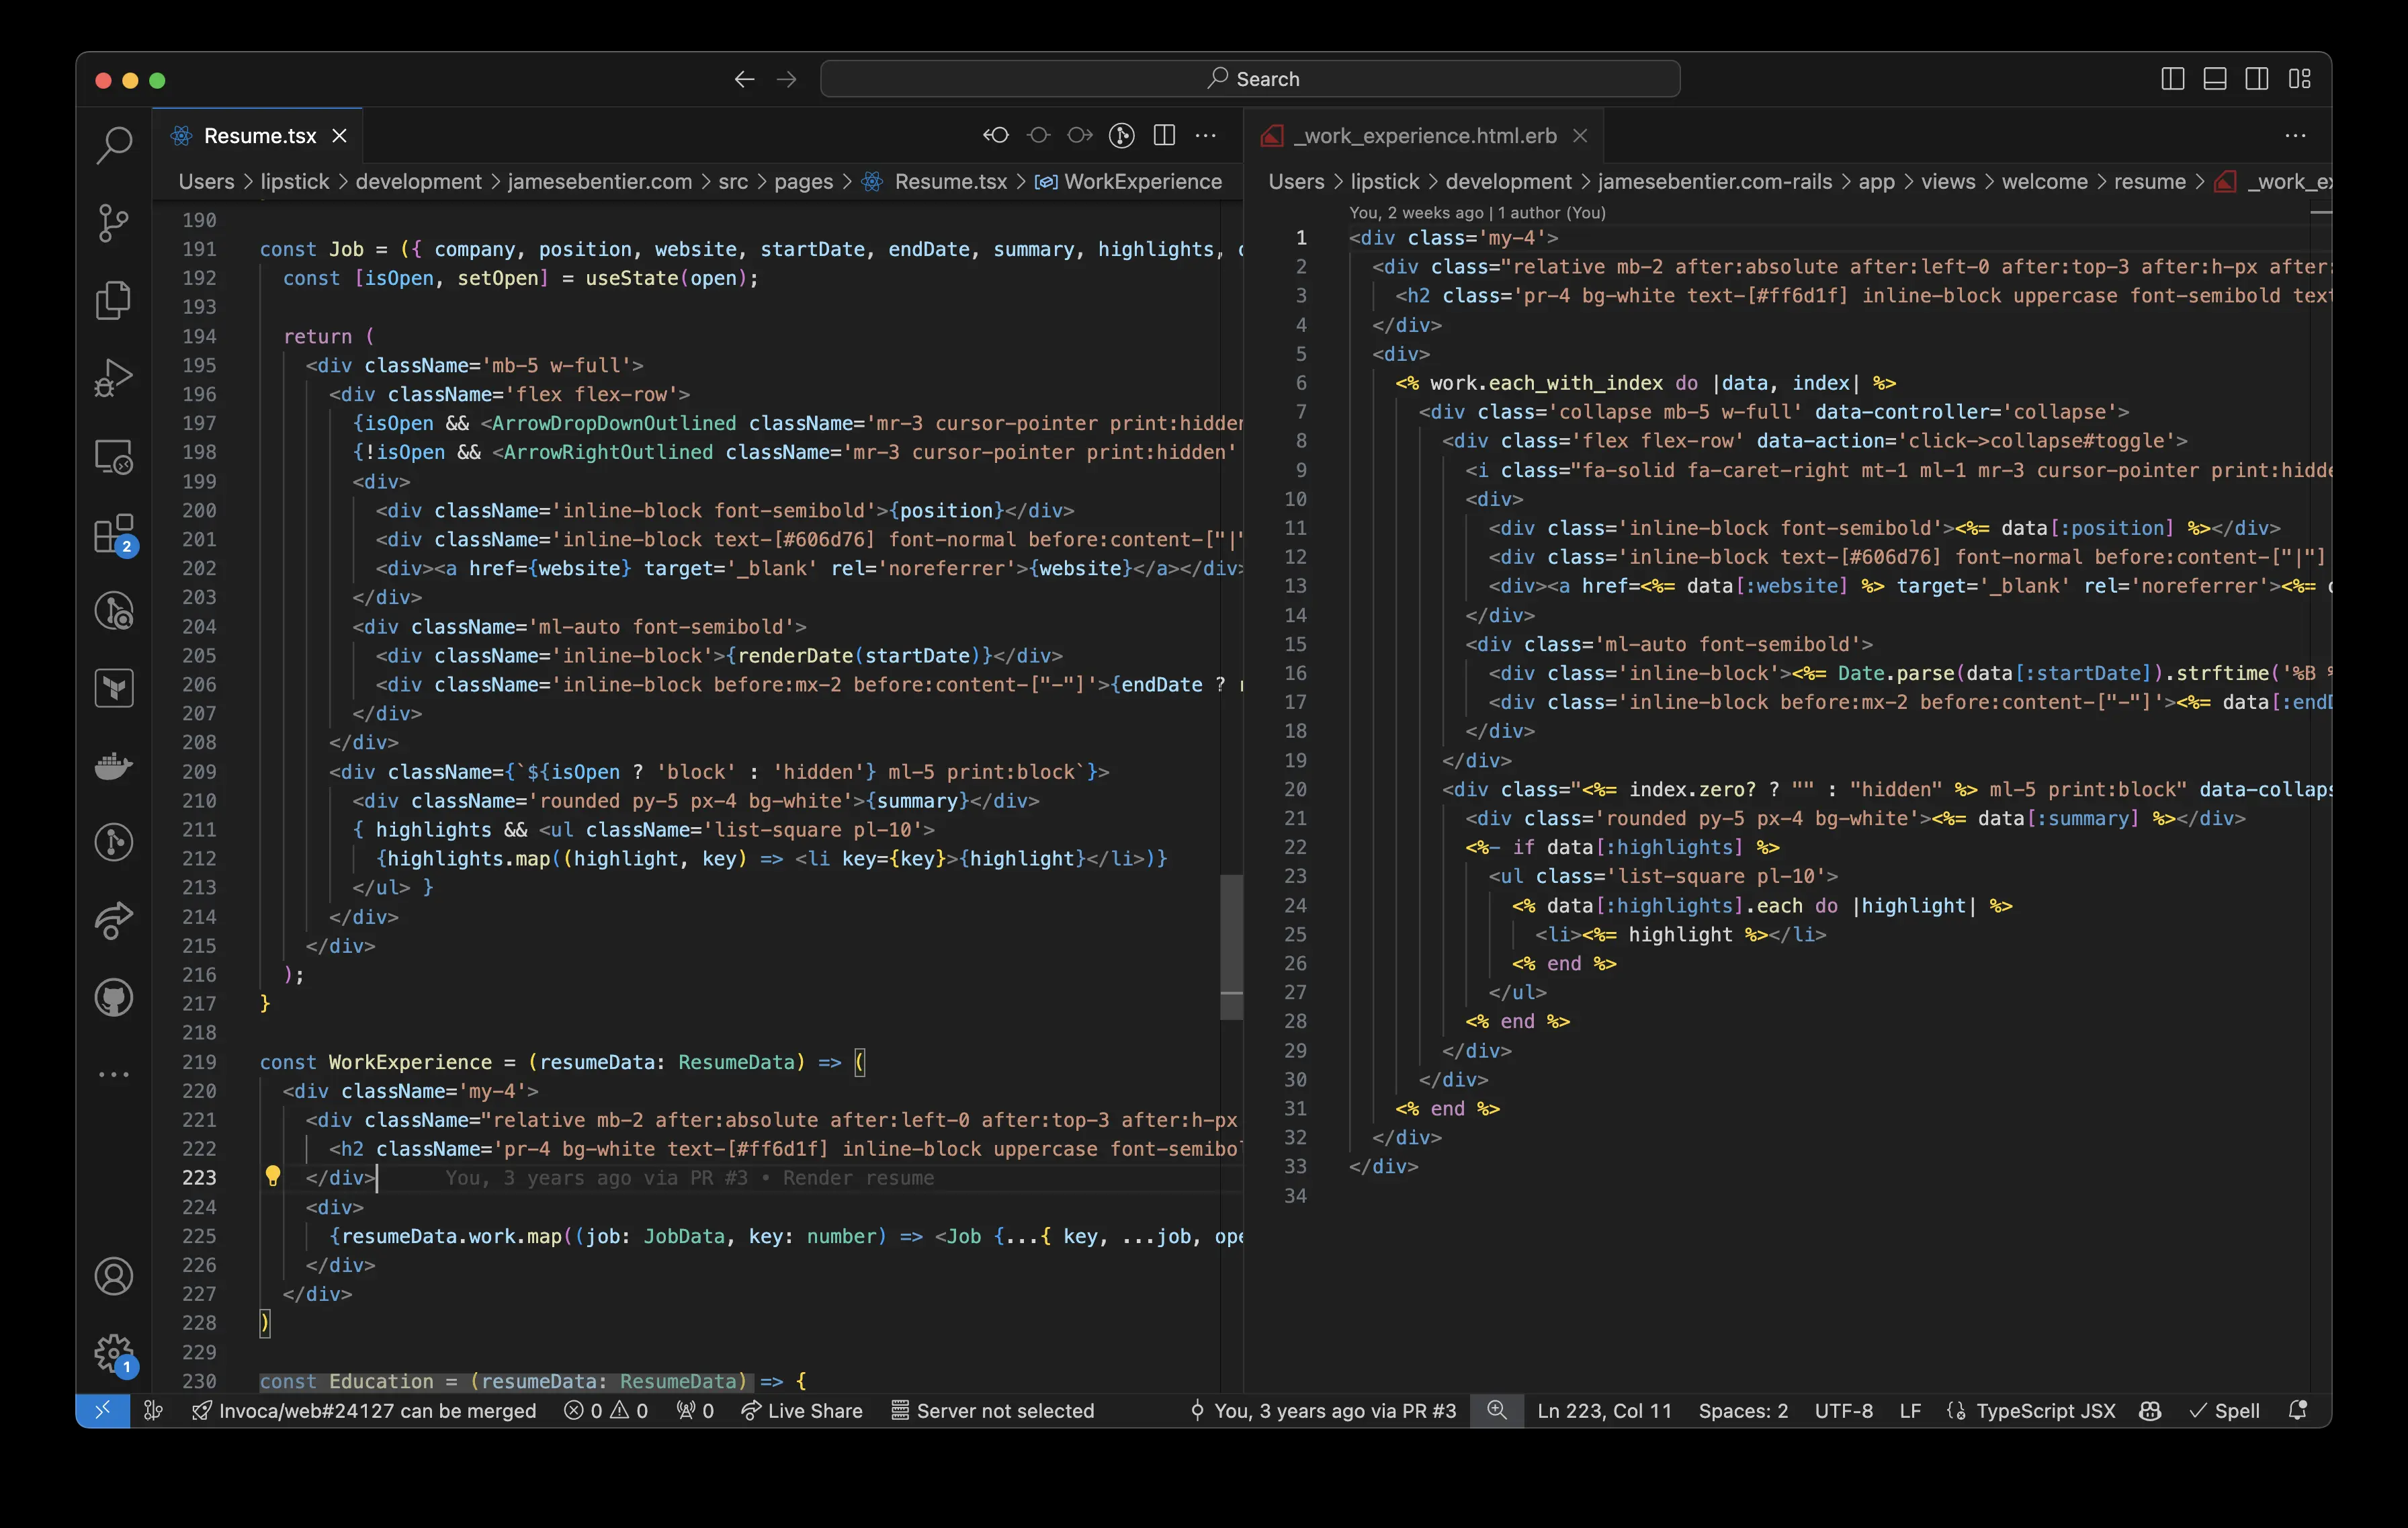 Search
Resume.tsx
Users > lipstick > development > jamesebentier.com > src > pages > Resume.tsx > WorkExperience
190
191 const Job = ({ company, position, website, startDate, endDate, summary, highlights,
192 const [isOpen, setOpen] = useState(open);
193
194 return (
195 <div className='mb-5 w-full'>
196 <div className='flex flex-row'>
197 {isOpen && <ArrowDropDownOutlined className='mr-3 cursor-pointer print:hidden
198 {!isOpen && <ArrowRightOutlined className='mr-3 cursor-pointer print:hidden'
199 <div>
200 <div className='inline-block font-semibold'>{position}</div>
201 <div className='inline-block text-[#606d76] font-normal before:content-["|"
202 <div><a href={website} target='_blank' rel='noreferrer'>{website}</a></div>
203 </div>
204 <div className='ml-auto font-semibold'>
205 <div className='inline-block'>{renderDate(startDate)}</div>
206 <div className='inline-block before:mx-2 before:content-["-"]'>{endDate ?
207 </div>
208 </div>
209 <div className={`${isOpen ? 'block' : 'hidden'} ml-5 print:block`}>
210 <div className='rounded py-5 px-4 bg-white'>{summary}</div>
211 { highlights && <ul className='list-square pl-10'>
212 {highlights.map((highlight, key) => <li key={key}>{highlight}</li>)}
213 </ul> }
214 </div>
215 </div>
216 );
217 }
218
219 const WorkExperience = (resumeData: ResumeData) => (
220 <div className='my-4'>
221 <div className="relative mb-2 after:absolute after:left-0 after:top-3 after:h-px
222 <h2 className='pr-4 bg-white text-[#ff6d1f] inline-block uppercase font-semibo
223 </div> You, 3 years ago via PR #3 • Render resume
224 <div>
225 {resumeData.work.map((job: JobData, key: number) => <Job {...{ key, ...job, ope
226 </div>
227 </div>
228 )
229
230 const Education = (resumeData: ResumeData) => {
_work_experience.html.erb
Users > lipstick > development > jamesebentier.com-rails > app > views > welcome > resume > _work_ex
You, 2 weeks ago | 1 author (You)
1 <div class='my-4'>
2 <div class="relative mb-2 after:absolute after:left-0 after:top-3 after:h-px after:
3 <h2 class='pr-4 bg-white text-[#ff6d1f] inline-block uppercase font-semibold tex
4 </div>
5 <div>
6 <% work.each_with_index do |data, index| %>
7 <div class='collapse mb-5 w-full' data-controller='collapse'>
8 <div class='flex flex-row' data-action='click->collapse#toggle'>
9 <i class="fa-solid fa-caret-right mt-1 ml-1 mr-3 cursor-pointer print:hidde
10 <div>
11 <div class='inline-block font-semibold'><%= data[:position] %></div>
12 <div class='inline-block text-[#606d76] font-normal before:content-["|"]
13 <div><a href=<%= data[:website] %> target='_blank' rel='noreferrer'><%=
14 </div>
15 <div class='ml-auto font-semibold'>
16 <div class='inline-block'><%= Date.parse(data[:startDate]).strftime('%B %
17 <div class='inline-block before:mx-2 before:content-["-"]'><%= data[:end
18 </div>
19 </div>
20 <div class="<%= index.zero? ? "" : "hidden" %> ml-5 print:block" data-collaps
21 <div class='rounded py-5 px-4 bg-white'><%= data[:summary] %></div>
22 <%- if data[:highlights] %>
23 <ul class='list-square pl-10'>
24 <% data[:highlights].each do |highlight| %>
25 <li><%= highlight %></li>
26 <% end %>
27 </ul>
28 <% end %>
29 </div>
30 </div>
31 <% end %>
32 </div>
33 </div>
34
2
1
Invoca/web#24127 can be merged 0 0 0 Live Share Server not selected You, 3 years ago via PR #3 Ln 223, Col 11 Spaces: 2 UTF-8 LF TypeScript JSX Spell